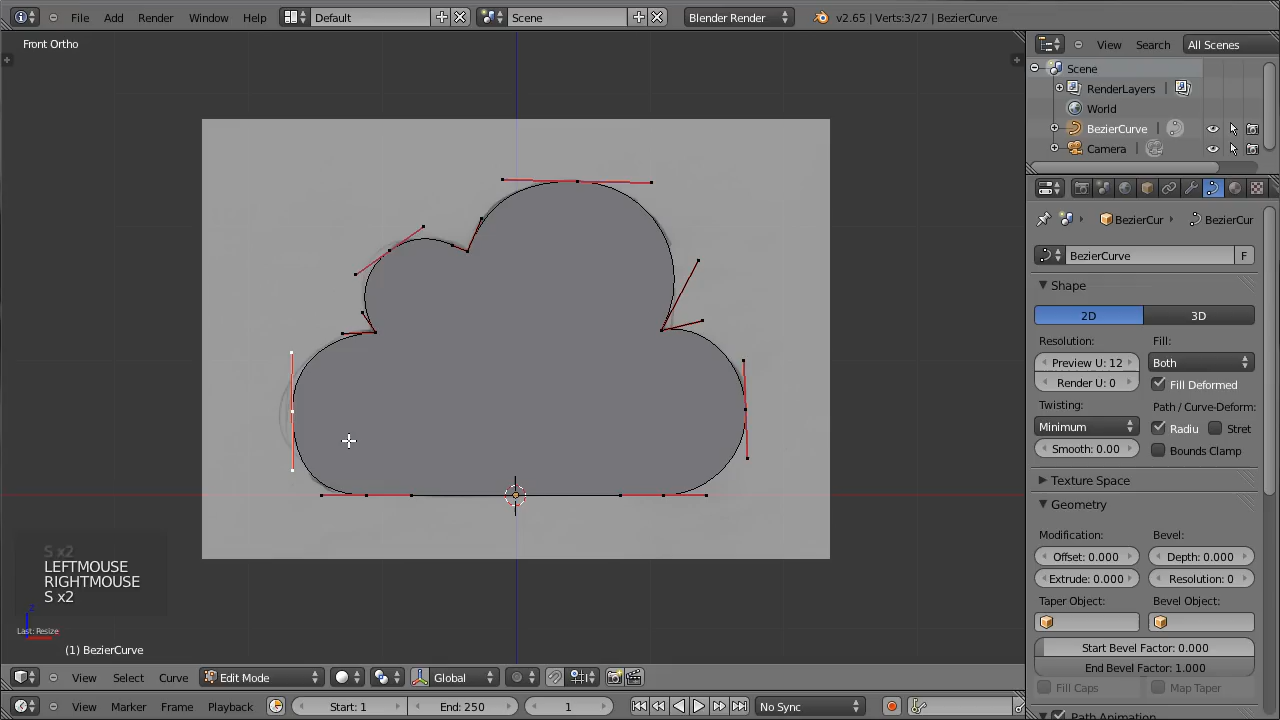 File Add Render Window Help Default Scene Blender Render v2.65 | Verts:3/27 | BezierCurve
Front Ortho
S x2
LEFTMOUSE
RIGHTMOUSE
S x2
z
Last: Resize
(1) BezierCurve
View Select Curve Edit Mode Global
View Marker Frame Playback Start: 1 End: 250 1 No Sync
View Search All Scenes
Scene
RenderLayers
World
BezierCurve
Camera
BezierCur BezierCur
BezierCurve F
Shape
2D 3D
Resolution: Fill:
Preview U: 12 Both
Render U: 0 Fill Deformed
Twisting: Path / Curve-Deform:
Minimum Radiu Stret
Smooth: 0.00 Bounds Clamp
Texture Space
Geometry
Modification: Bevel:
Offset: 0.000 Depth: 0.000
Extrude: 0.000 Resolution: 0
Taper Object: Bevel Object:
Start Bevel Factor: 0.000
End Bevel Factor: 1.000
Fill Caps Map Taper
Path Animation